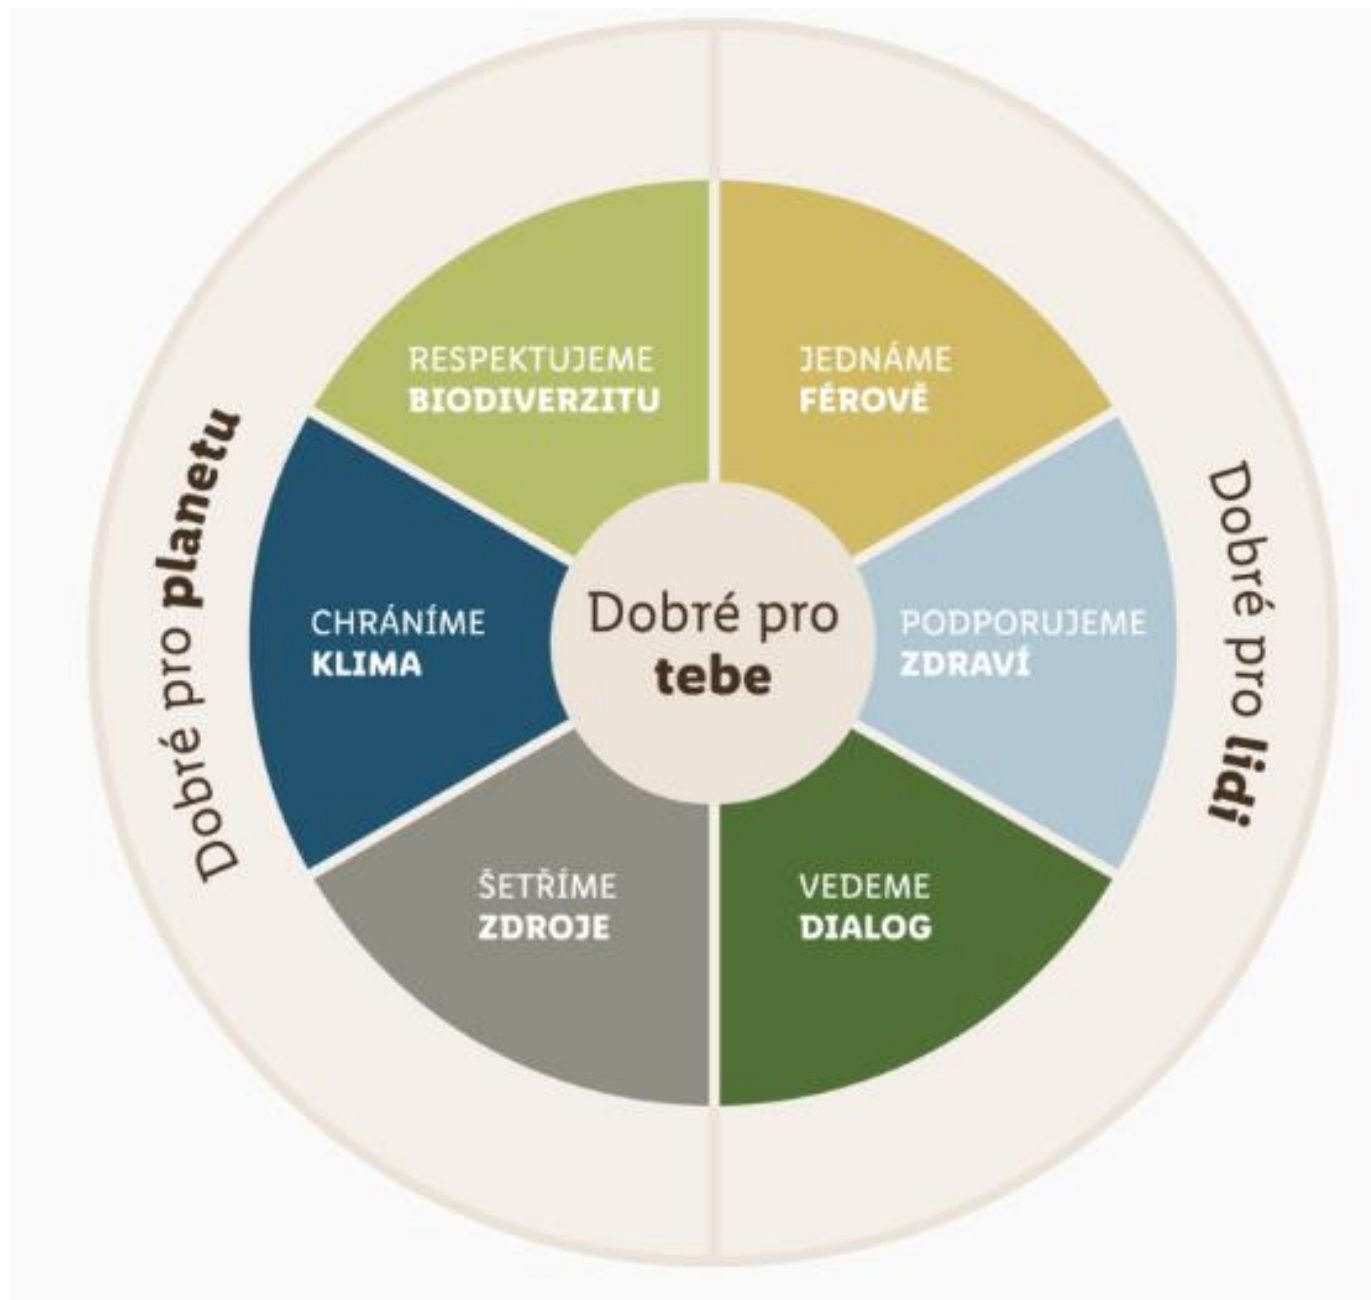 RESPEKTUJEME
BIODIVERZITU
JEDNÁME
FÉROVĚ
Dobré pro planetu
CHRÁNÍME
KLIMA
Dobré pro
tebe
PODPORUJEME
ZDRAVÍ
Dobré pro lidi
ŠETŘÍME
ZDROJE
VEDEME
DIALOG